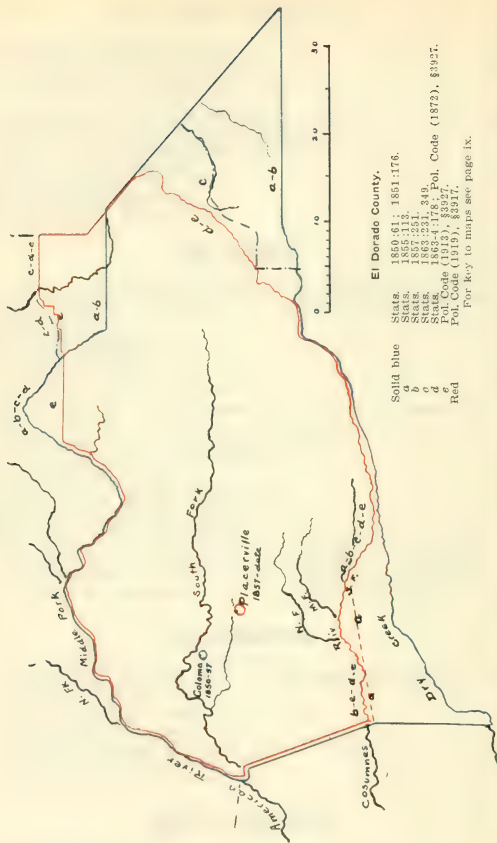 El Dorado County.
Solid blue Stats. 1850:61; 1851:176.
a Stats. 1855:113.
b Stats. 1857:251.
c Stats. 1863:231, 349.
d Stats. 1863-4:178; Pol. Code (1872), §3927.
e Pol. Code (1913), §3927.
Red Pol. Code (1919), §3917.
For key to maps see page ix.
0 10 20 30
a-b-c-d
c-d
c-d-e
e
a-b
c
d-e
a-b
N. Fk
Middle Fork
American River
South Fork
Coloma
1850-57
Placerville
1857-date
N. F.
M. F.
Riv
a-b-c-d-e
a
b-c-d-e
a
Cosumnes
Dry Creek